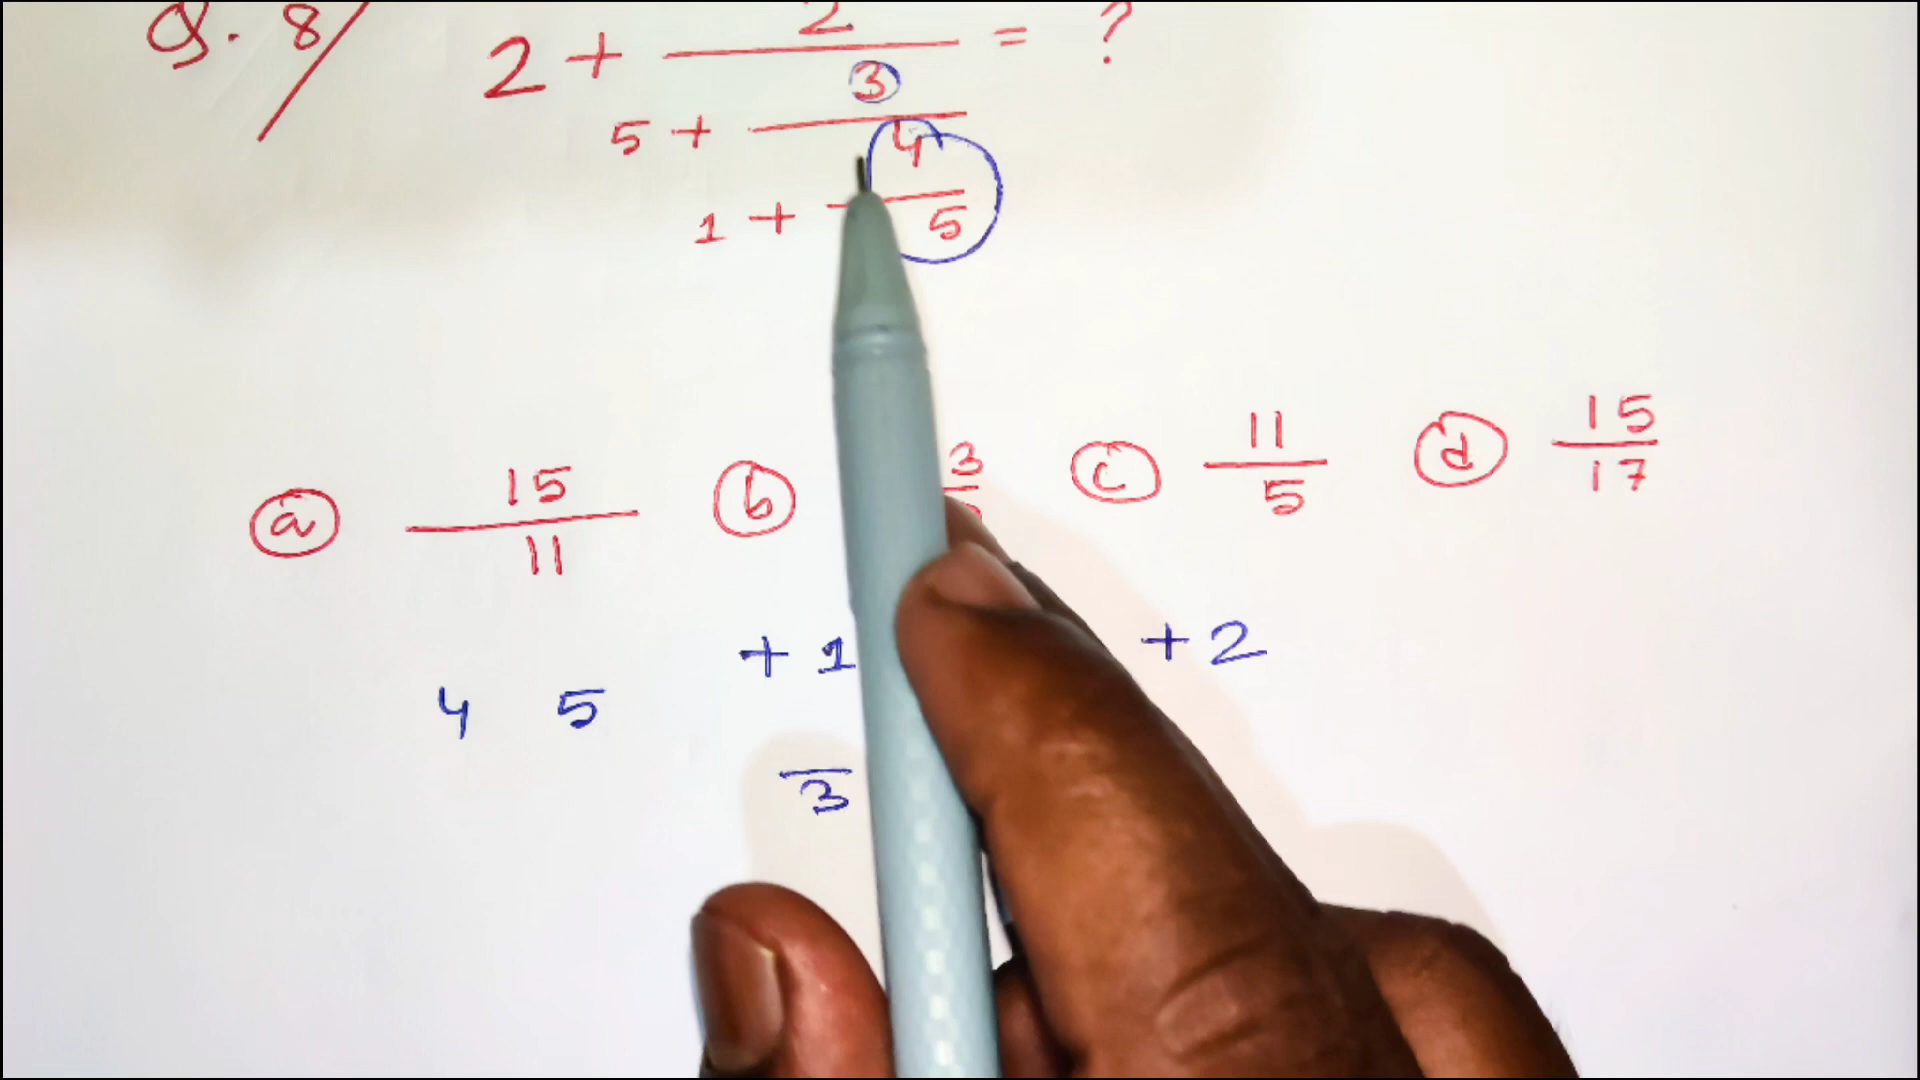 Q. 8/
2 + 2 = ?
5 + 3
4
1 + 5
a 15 b 3 c 11 d 15
11 5 17
+ 1 + 2
4 5
3